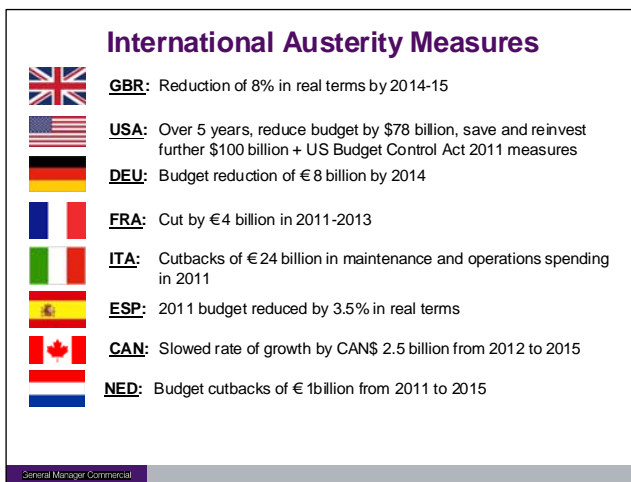 International Austerity Measures
GBR: Reduction of 8% in real terms by 2014-15
USA: Over 5 years, reduce budget by $78 billion, save and reinvest
further $100 billion + US Budget Control Act 2011 measures
DEU: Budget reduction of €8 billion by 2014
FRA: Cut by €4 billion in 2011-2013
ITA: Cutbacks of €24 billion in maintenance and operations spending
in 2011
ESP: 2011 budget reduced by 3.5% in real terms
CAN: Slowed rate of growth by CAN$ 2.5 billion from 2012 to 2015
NED: Budget cutbacks of € 1billion from 2011 to 2015
General Manager Commercial